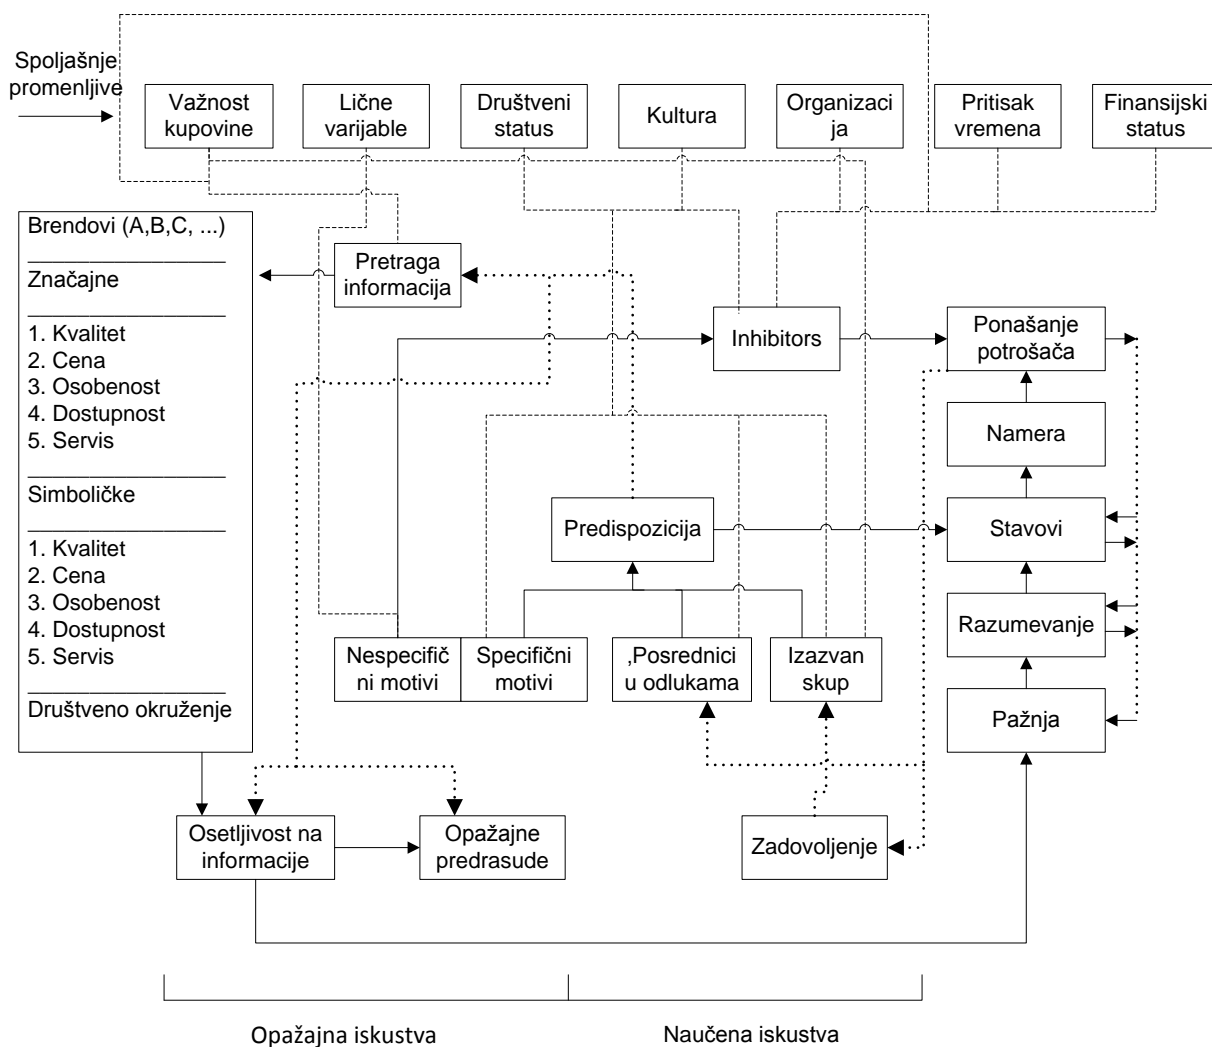 Spoljašnje
promenljive
Važnost
kupovine
Lične
varijable
Društveni
status
Kultura
Organizaci
ja
Pritisak
vremena
Finansijski
status
Brendovi (A,B,C, ...)
Značajne
1. Kvalitet
2. Cena
3. Osobenost
4. Dostupnost
5. Servis
Simboličke
1. Kvalitet
2. Cena
3. Osobenost
4. Dostupnost
5. Servis
Društveno okruženje
Pretraga
informacija
Inhibitors
Ponašanje
potrošača
Namera
Predispozicija
Stavovi
Razumevanje
Nespecifič
ni motivi
Specifični
motivi
,Posrednici
u odlukama
Izazvan
skup
Pažnja
Osetljivost na
informacije
Opažajne
predrasude
Zadovoljenje
Opažajna iskustva
Naučena iskustva